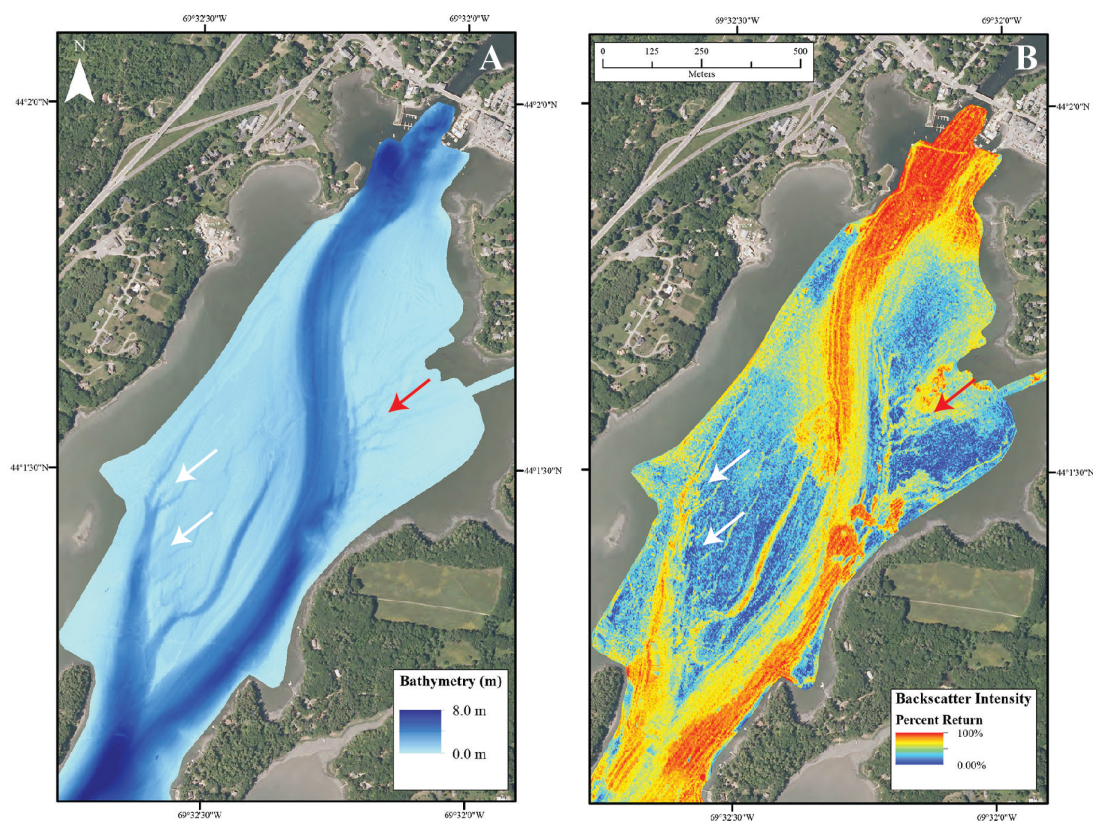 69°32'30"W
69°32'0"W
N
A
44°2'0"N
44°1'30"N
Bathymetry (m)
8.0 m
0.0 m
69°32'30"W
69°32'0"W
69°32'30"W
69°32'0"W
0 125 250 500
Meters
B
44°2'0"N
44°1'30"N
Backscatter Intensity
Percent Return
100%
0.00%
69°32'30"W
69°32'0"W